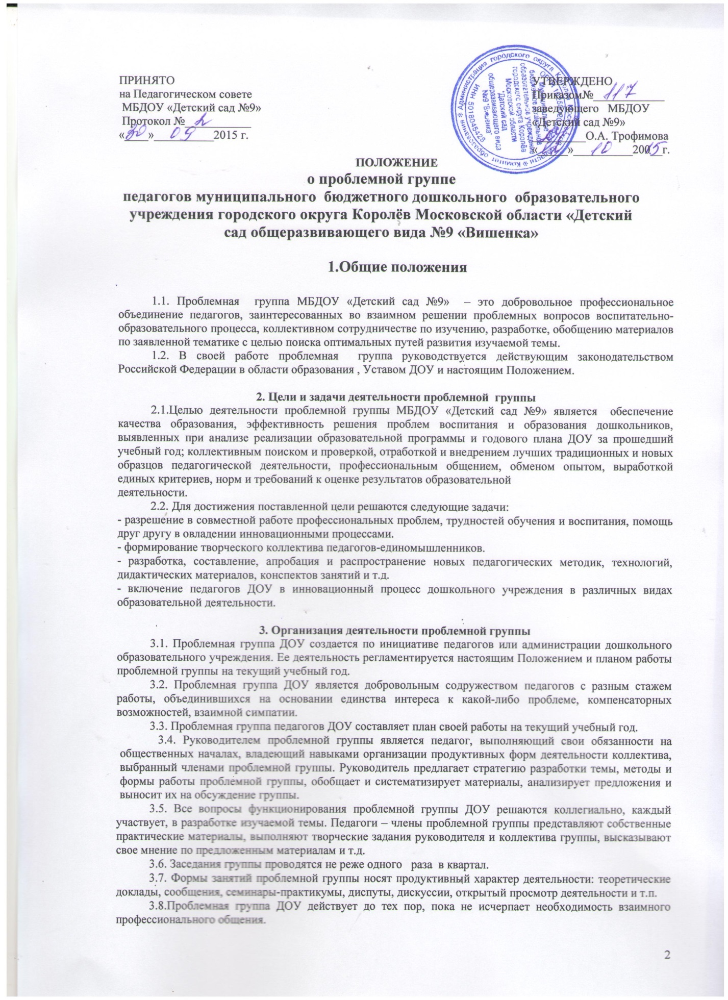 ПРИНЯТО
на Педагогическом совете
МБДОУ «Детский сад №9»
Протокол № 2
«30» 09 2015 г.
УТВЕРЖДЕНО
Приказом№ 117
заведующего МБДОУ
«Детский сад №9»
О.А. Трофимова
« » 10 20015г.
Администрация городского округа Королёв Московской области * Комитет образования *
ИНН 5018045428
Муниципальное
бюджетное дошкольное
образовательное учреждение
городского округа Королёв
Московской области
"Детский сад
общеразвивающего вида
№9 "Вишенка"
ПОЛОЖЕНИЕ
о проблемной группе
педагогов муниципального бюджетного дошкольного образовательного
учреждения городского округа Королёв Московской области «Детский
сад общеразвивающего вида №9 «Вишенка»
1.Общие положения
1.1. Проблемная группа МБДОУ «Детский сад №9» – это добровольное профессиональное
объединение педагогов, заинтересованных во взаимном решении проблемных вопросов воспитательно-
образовательного процесса, коллективном сотрудничестве по изучению, разработке, обобщению материалов
по заявленной тематике с целью поиска оптимальных путей развития изучаемой темы.
1.2. В своей работе проблемная группа руководствуется действующим законодательством
Российской Федерации в области образования , Уставом ДОУ и настоящим Положением.
2. Цели и задачи деятельности проблемной группы
2.1.Целью деятельности проблемной группы МБДОУ «Детский сад №9» является обеспечение
качества образования, эффективность решения проблем воспитания и образования дошкольников,
выявленных при анализе реализации образовательной программы и годового плана ДОУ за прошедший
учебный год; коллективным поиском и проверкой, отработкой и внедрением лучших традиционных и новых
образцов педагогической деятельности, профессиональным общением, обменом опытом, выработкой
единых критериев, норм и требований к оценке результатов образовательной
деятельности.
2.2. Для достижения поставленной цели решаются следующие задачи:
- разрешение в совместной работе профессиональных проблем, трудностей обучения и воспитания, помощь
друг другу в овладении инновационными процессами.
- формирование творческого коллектива педагогов-единомышленников.
- разработка, составление, апробация и распространение новых педагогических методик, технологий,
дидактических материалов, конспектов занятий и т.д.
- включение педагогов ДОУ в инновационный процесс дошкольного учреждения в различных видах
образовательной деятельности.
3. Организация деятельности проблемной группы
3.1. Проблемная группа ДОУ создается по инициативе педагогов или администрации дошкольного
образовательного учреждения. Ее деятельность регламентируется настоящим Положением и планом работы
проблемной группы на текущий учебный год.
3.2. Проблемная группа ДОУ является добровольным содружеством педагогов с разным стажем
работы, объединившихся на основании единства интереса к какой-либо проблеме, компенсаторных
возможностей, взаимной симпатии.
3.3. Проблемная группа педагогов ДОУ составляет план своей работы на текущий учебный год.
3.4. Руководителем проблемной группы является педагог, выполняющий свои обязанности на
общественных началах, владеющий навыками организации продуктивных форм деятельности коллектива,
выбранный членами проблемной группы. Руководитель предлагает стратегию разработки темы, методы и
формы работы проблемной группы, обобщает и систематизирует материалы, анализирует предложения и
выносит их на обсуждение группы.
3.5. Все вопросы функционирования проблемной группы ДОУ решаются коллегиально, каждый
участвует, в разработке изучаемой темы. Педагоги – члены проблемной группы представляют собственные
практические материалы, выполняют творческие задания руководителя и коллектива группы, высказывают
свое мнение по предложенным материалам и т.д.
3.6. Заседания группы проводятся не реже одного раза в квартал.
3.7. Формы занятий проблемной группы носят продуктивный характер деятельности: теоретические
доклады, сообщения, семинары-практикумы, диспуты, дискуссии, открытый просмотр деятельности и т.п.
3.8.Проблемная группа ДОУ действует до тех пор, пока не исчерпает необходимость взаимного
профессионального общения.
2